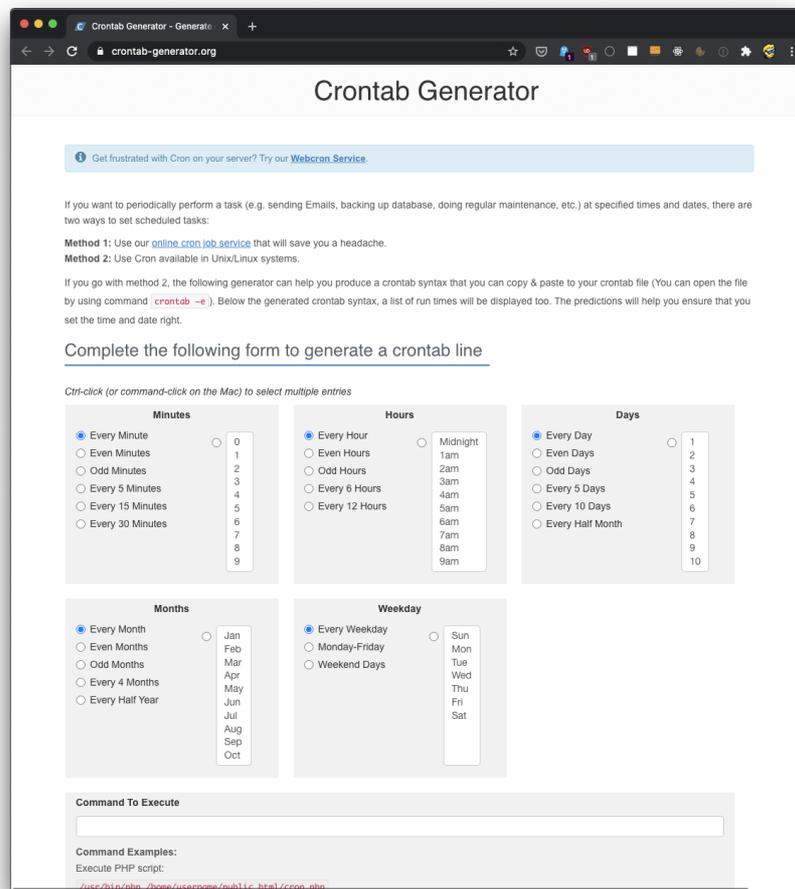 Crontab Generator - Generate
crontab-generator.org
1
1
Crontab Generator
Get frustrated with Cron on your server? Try our Webcron Service.
If you want to periodically perform a task (e.g. sending Emails, backing up database, doing regular maintenance, etc.) at specified times and dates, there are
two ways to set scheduled tasks:
Method 1: Use our online cron job service that will save you a headache.
Method 2: Use Cron available in Unix/Linux systems.
If you go with method 2, the following generator can help you produce a crontab syntax that you can copy & paste to your crontab file (You can open the file
by using command crontab -e). Below the generated crontab syntax, a list of run times will be displayed too. The predictions will help you ensure that you
set the time and date right.
Complete the following form to generate a crontab line
Ctrl-click (or command-click on the Mac) to select multiple entries
Minutes
Every Minute
Even Minutes
Odd Minutes
Every 5 Minutes
Every 15 Minutes
Every 30 Minutes
0
1
2
3
4
5
6
7
8
9
Hours
Every Hour
Even Hours
Odd Hours
Every 6 Hours
Every 12 Hours
Midnight
1am
2am
3am
4am
5am
6am
7am
8am
9am
Days
Every Day
Even Days
Odd Days
Every 5 Days
Every 10 Days
Every Half Month
1
2
3
4
5
6
7
8
9
10
Months
Every Month
Even Months
Odd Months
Every 4 Months
Every Half Year
Jan
Feb
Mar
Apr
May
Jun
Jul
Aug
Sep
Oct
Weekday
Every Weekday
Monday-Friday
Weekend Days
Sun
Mon
Tue
Wed
Thu
Fri
Sat
Command To Execute
Command Examples:
Execute PHP script:
/usr/bin/php /home/username/public_html/cron.php